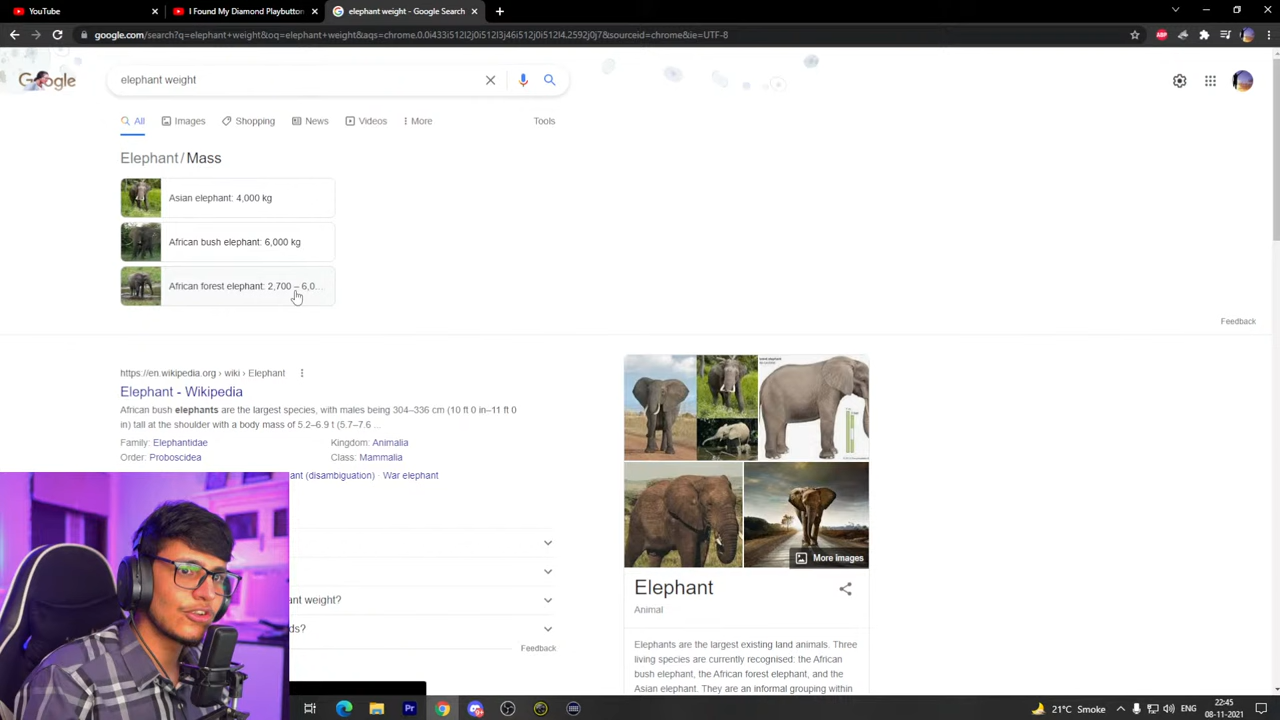 YouTube
I Found My Dead Playbutton
elephant weight - Google Search
google.com/search?q=elephant+weight&oq=elephant+weight&aqs=chrome.0.0i433i512l2j0i512l3j46i512j0i512l4.2592j0j7&sourceid=chrome&ie=UTF-8
Google
elephant weight
All
Images
Shopping
News
Videos
More
Tools
Elephant / Mass
Asian elephant: 4,000 kg
African bush elephant: 6,000 kg
African forest elephant: 2,700 – 6,0...
Feedback
https://en.wikipedia.org › wiki › Elephant
Elephant - Wikipedia
African bush elephants are the largest species, with males being 304–336 cm (10 ft 0 in–11 ft 0
in) tall at the shoulder with a body mass of 5.2–6.9 t (5.7–7.6 ...
Family: Elephantidae
Kingdom: Animalia
Order: Proboscidea
Class: Mammalia
ant (disambiguation) · War elephant
ant weight?
ds?
Feedback
More images
Elephant
Animal
Elephants are the largest existing land animals. Three
living species are currently recognised: the African
bush elephant, the African forest elephant, and the
Asian elephant. They are an informal grouping within
21°C Smoke
ENG
22:45
08-11-2021